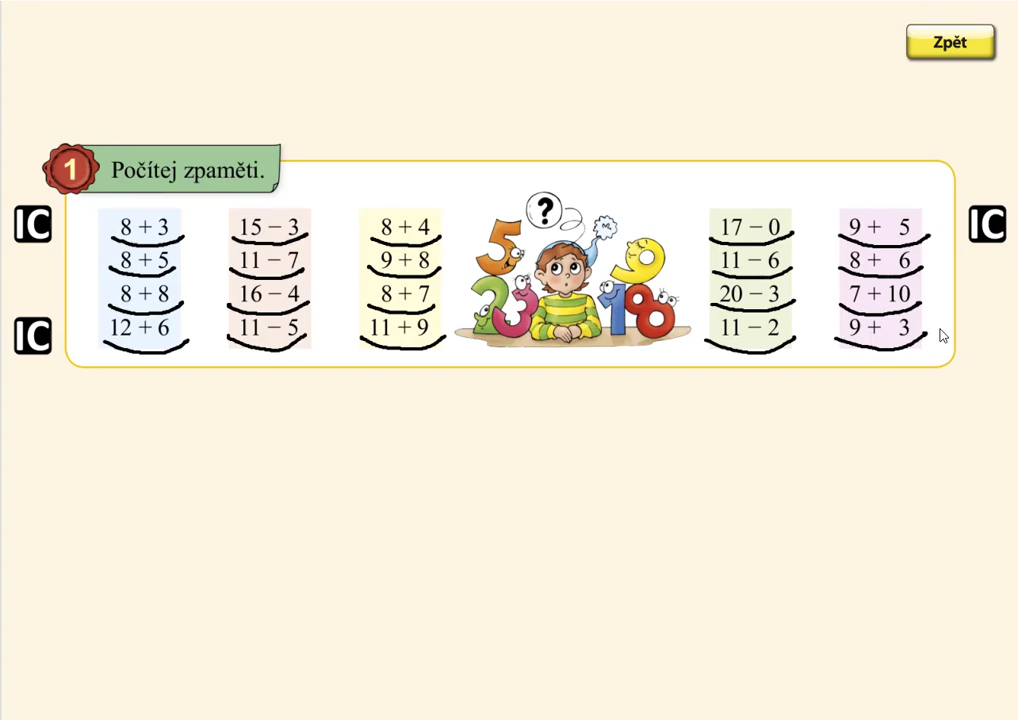 Zpět
1 Počítej zpaměti.
IC 8 + 3 15 − 3 8 + 4 ? 17 − 0 9 + 5 IC
8 + 5 11 − 7 9 + 8 5 9 11 − 6 8 + 6
8 + 8 16 − 4 8 + 7 2 3 1 8 20 − 3 7 + 10
IC 12 + 6 11 − 5 11 + 9 11 − 2 9 + 3